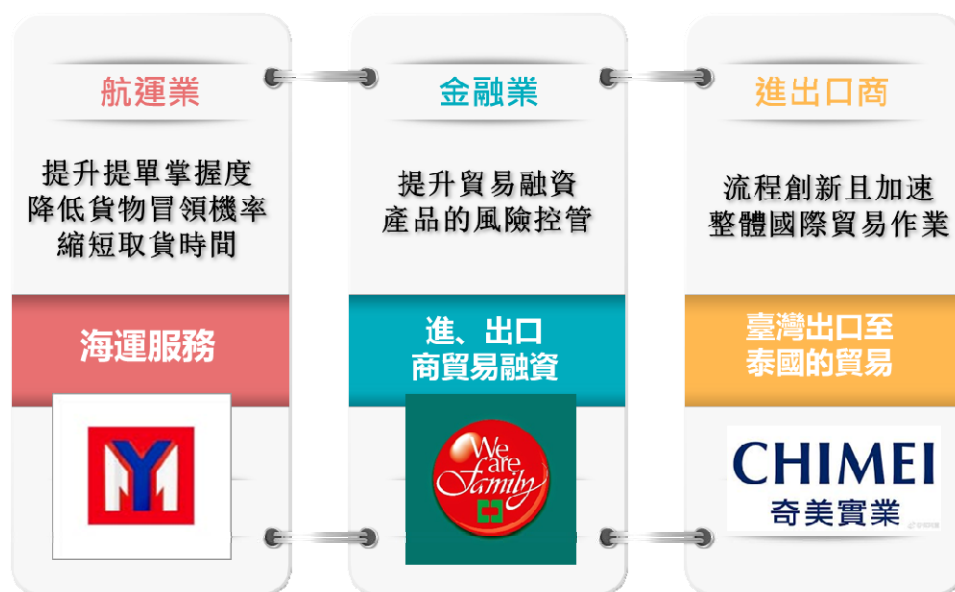 航運業
提升提單掌握度
降低貨物冒領機率
縮短取貨時間
海運服務
YM
金融業
提升貿易融資
產品的風險控管
進、出口
商貿易融資
We
are
Family
進出口商
流程創新且加速
整體國際貿易作業
臺灣出口至
泰國的貿易
CHIMEI
奇美實業